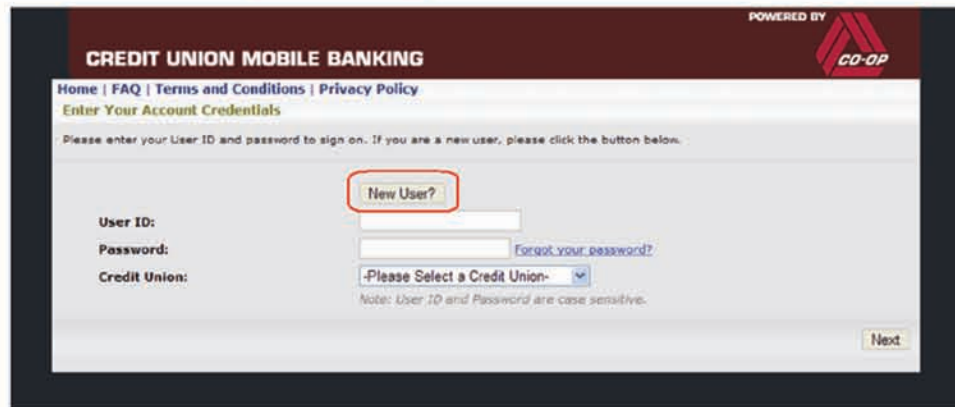 POWERED BY
CO-OP
CREDIT UNION MOBILE BANKING
Home | FAQ | Terms and Conditions | Privacy Policy
Enter Your Account Credentials
Please enter your User ID and password to sign on. If you are a new user, please click the button below.
New User?
User ID:
Password: Forgot your password?
Credit Union: -Please Select a Credit Union-
Note: User ID and Password are case sensitive.
Next